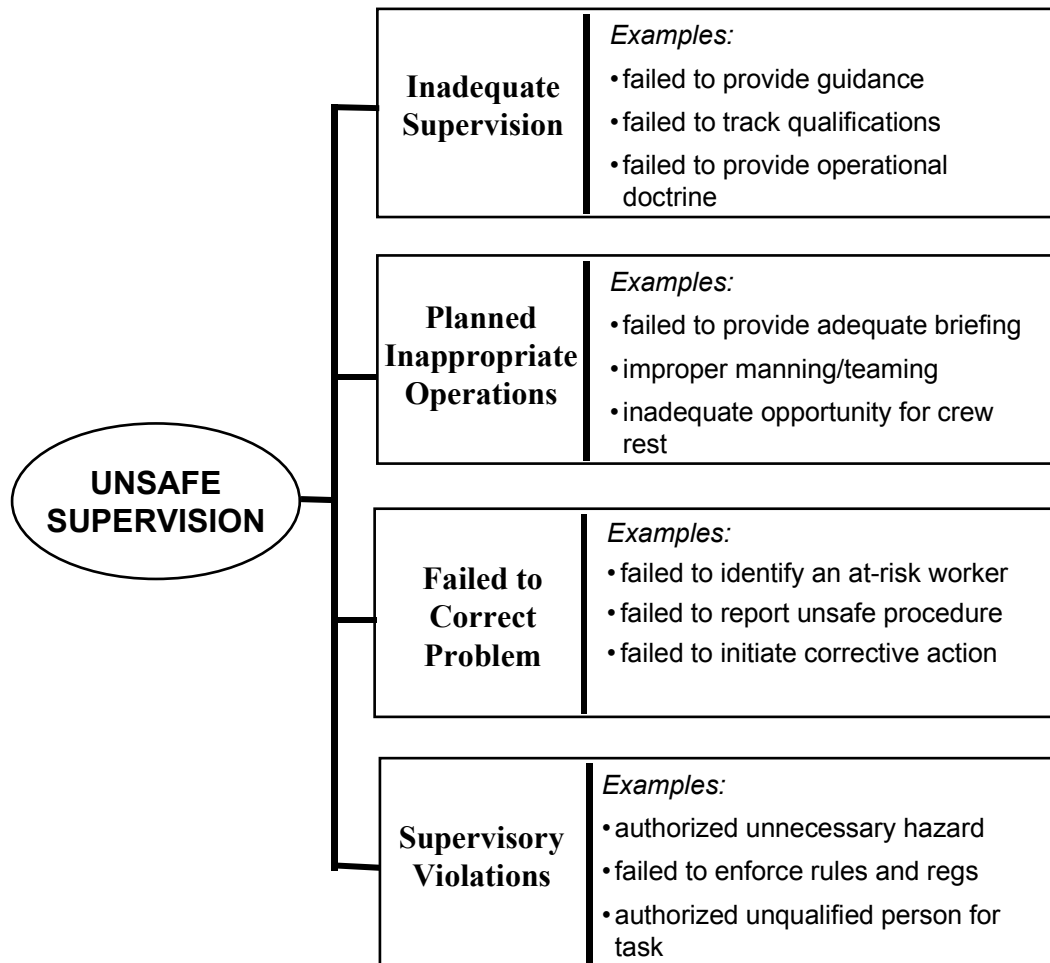 Inadequate
Supervision
Examples:
•failed to provide guidance
•failed to track qualifications
•failed to provide operational
doctrine
Planned
Inappropriate
Operations
Examples:
•failed to provide adequate briefing
•improper manning/teaming
•inadequate opportunity for crew
rest
UNSAFE
SUPERVISION
Failed to
Correct
Problem
Examples:
•failed to identify an at-risk worker
•failed to report unsafe procedure
•failed to initiate corrective action
Supervisory
Violations
Examples:
•authorized unnecessary hazard
•failed to enforce rules and regs
•authorized unqualified person for
task